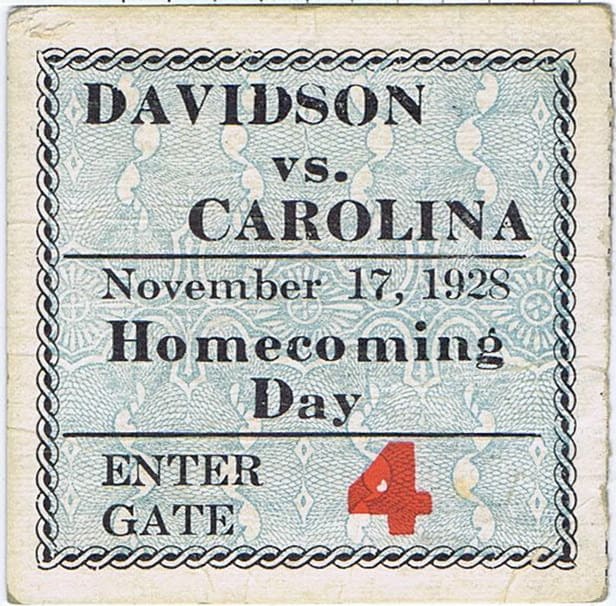 DAVIDSON
vs.
CAROLINA
November 17, 1928
Homecoming
Day
ENTER
GATE 4